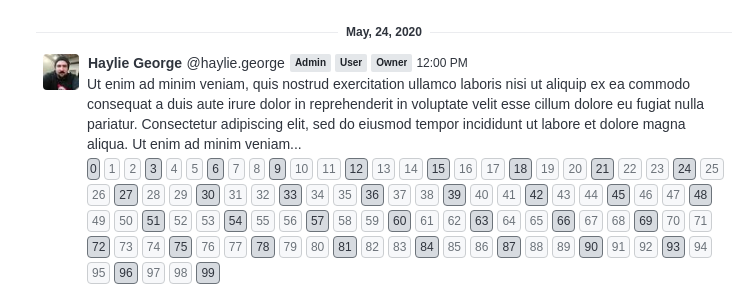 May, 24, 2020
Haylie George @haylie.george Admin User Owner 12:00 PM
Ut enim ad minim veniam, quis nostrud exercitation ullamco laboris nisi ut aliquip ex ea commodo
consequat a duis aute irure dolor in reprehenderit in voluptate velit esse cillum dolore eu fugiat nulla
pariatur. Consectetur adipiscing elit, sed do eiusmod tempor incididunt ut labore et dolore magna
aliqua. Ut enim ad minim veniam...
0 1 2 3 4 5 6 7 8 9 10 11 12 13 14 15 16 17 18 19 20 21 22 23 24 25
26 27 28 29 30 31 32 33 34 35 36 37 38 39 40 41 42 43 44 45 46 47 48
49 50 51 52 53 54 55 56 57 58 59 60 61 62 63 64 65 66 67 68 69 70 71
72 73 74 75 76 77 78 79 80 81 82 83 84 85 86 87 88 89 90 91 92 93 94
95 96 97 98 99